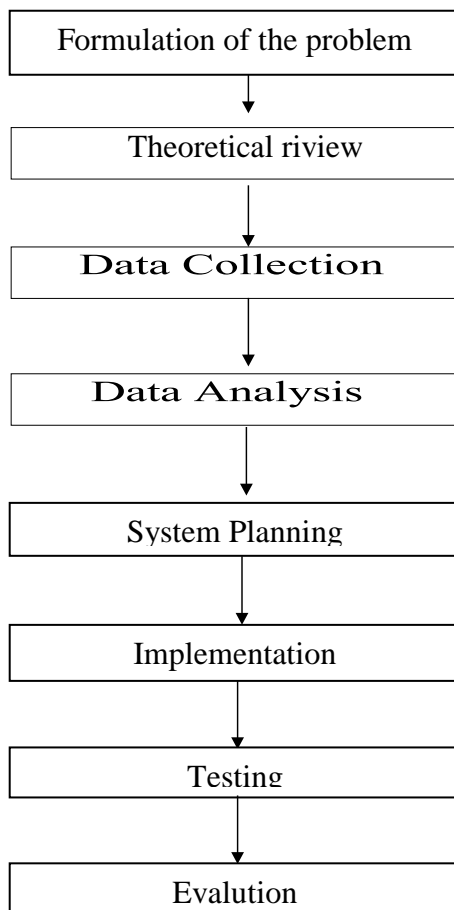 Formulation of the problem
Theoretical riview
Data Collection
Data Analysis
System Planning
Implementation
Testing
Evalution